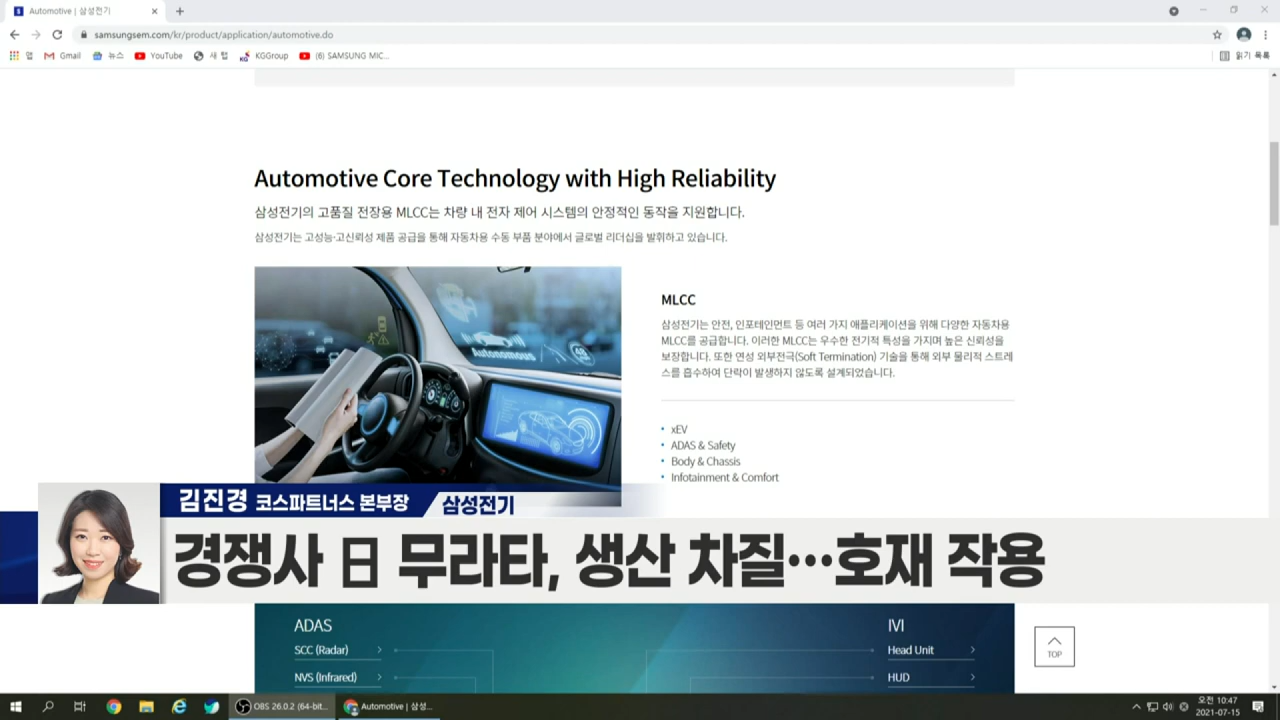 Automotive | 삼성전기
samsungsem.com/kr/product/application/automotive.do
앱 Gmail 뉴스 YouTube 새 탭 KGGroup (6) SAMSUNG MIC... 읽기 목록
Automotive Core Technology with High Reliability
삼성전기의 고품질 전장용 MLCC는 차량 내 전자 제어 시스템의 안정적인 동작을 지원합니다.
삼성전기는 고성능·고신뢰성 제품 공급을 통해 자동차용 수동 부품 분야에서 글로벌 리더십을 발휘하고 있습니다.
Autonomous
MLCC
삼성전기는 안전, 인포테인먼트 등 여러 가지 애플리케이션을 위해 다양한 자동차용
MLCC를 공급합니다. 이러한 MLCC는 우수한 전기적 특성을 가지며 높은 신뢰성을
보장합니다. 또한 연성 외부전극(Soft Termination) 기술을 통해 외부 물리적 스트레
스를 흡수하여 단락이 발생하지 않도록 설계되었습니다.
xEV
ADAS & Safety
Body & Chassis
Infotainment & Comfort
김진경 코스파트너스 본부장 삼성전기
경쟁사 日 무라타, 생산 차질…호재 작용
ADAS
SCC (Radar)
NVS (Infrared)
IVI
Head Unit
HUD
TOP
OBS 26.0.2 (64-bit... Automotive | 삼성... 오전 10:47
2021-07-15